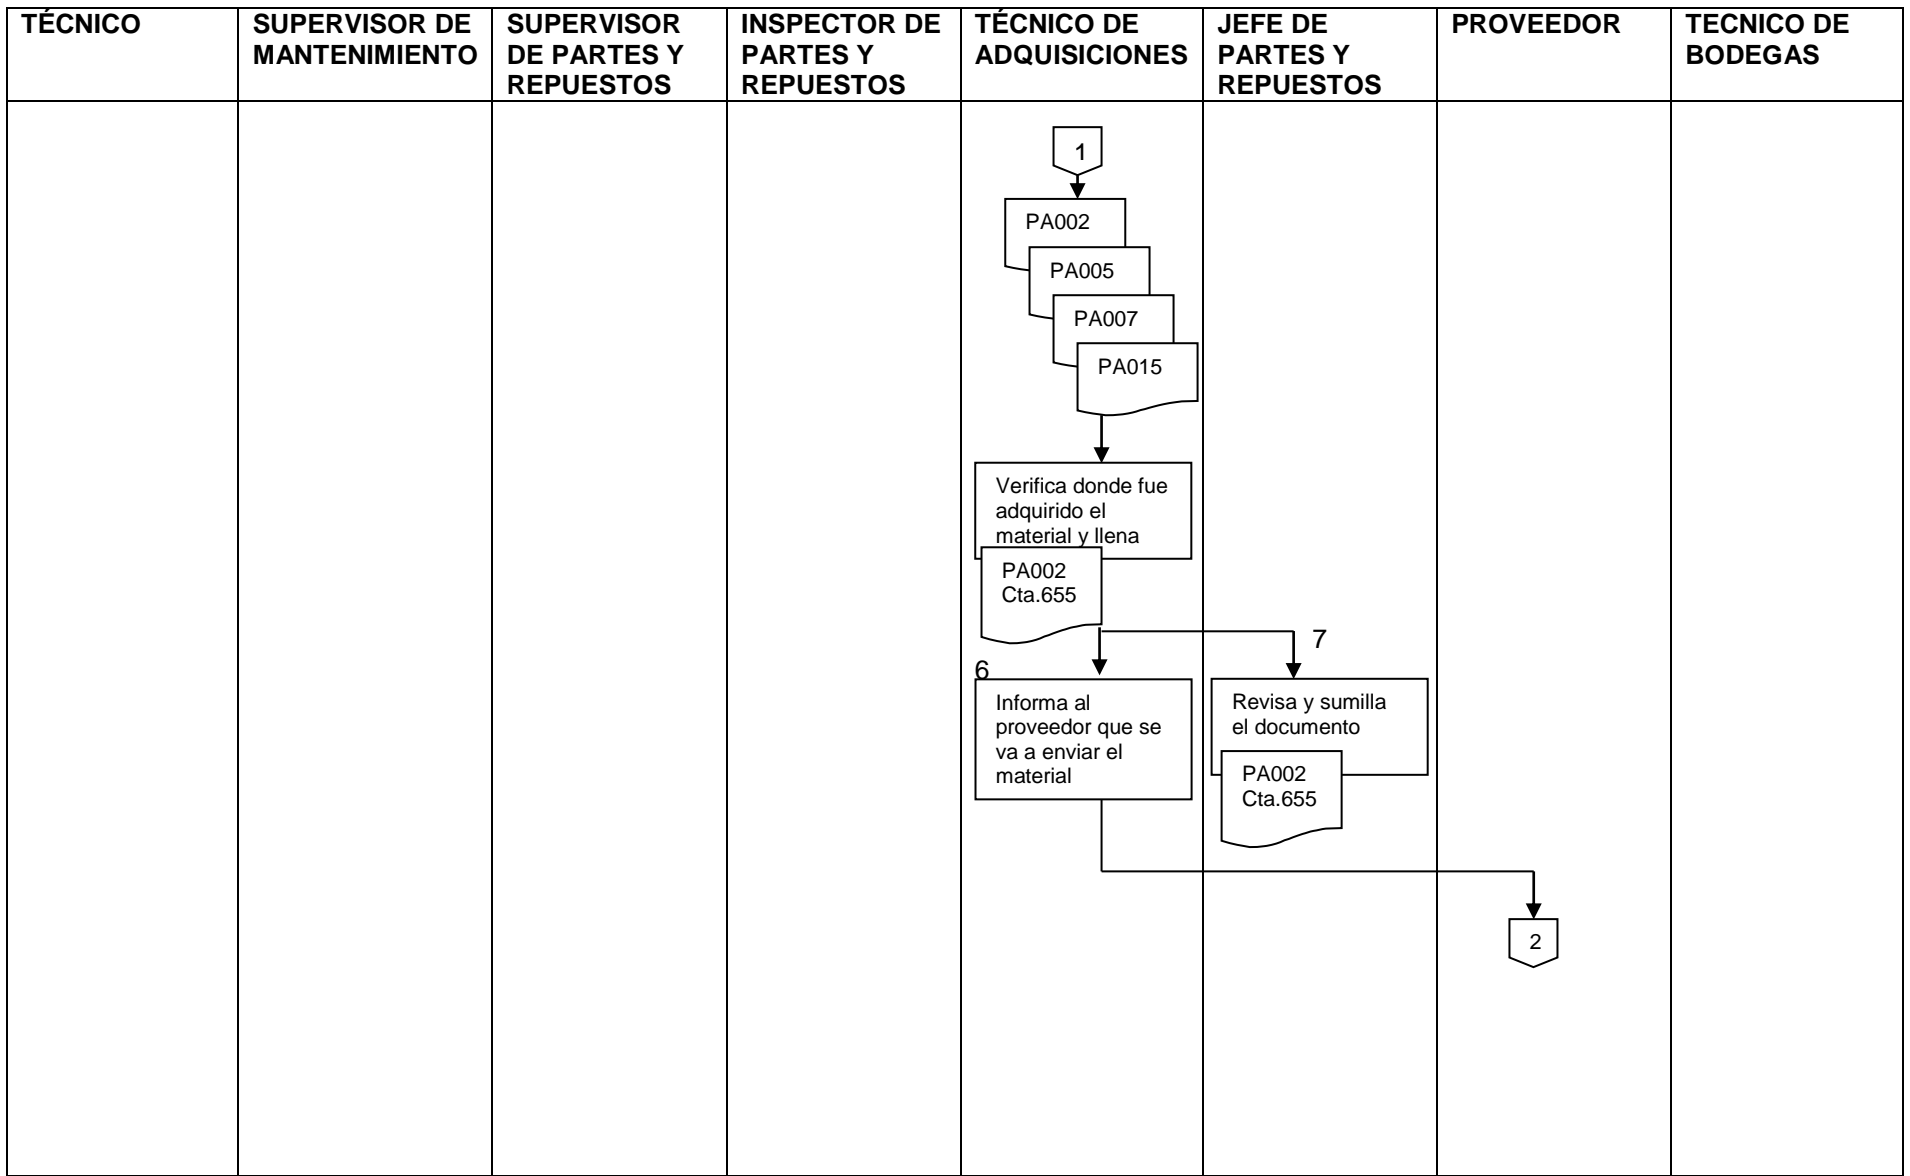 TÉCNICO
SUPERVISOR DE
MANTENIMIENTO
SUPERVISOR
DE PARTES Y
REPUESTOS
INSPECTOR DE
PARTES Y
REPUESTOS
TÉCNICO DE
ADQUISICIONES
JEFE DE
PARTES Y
REPUESTOS
PROVEEDOR
TECNICO DE
BODEGAS
1
PA002
PA005
PA007
PA015
Verifica donde fue
adquirido el
material y llena
PA002
Cta.655
7
6
Informa al
proveedor que se
va a enviar el
material
Revisa y sumilla
el documento
PA002
Cta.655
2